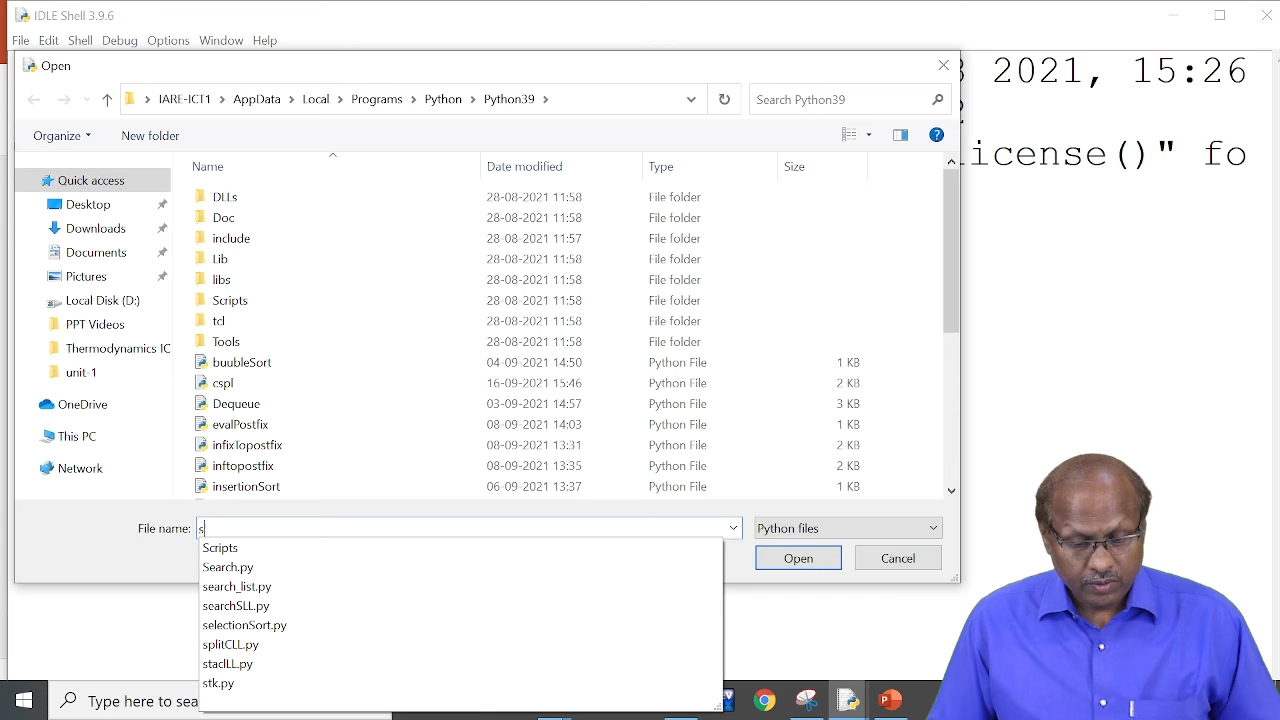 IDLE Shell 3.9.6
File Edit Shell Debug Options Window Help
Open
2021, 15:26
icense()" fo
IARE-ICT1 AppData Local Programs Python Python39
Search Python39
Organize New folder
Name Date modified Type Size
Quick access
Desktop
Downloads
Documents
Pictures
Local Disk (D:)
PPT Videos
Thermodynamics IC
unit-1
OneDrive
This PC
Network
DLLs 28-08-2021 11:58 File folder
Doc 28-08-2021 11:58 File folder
include 28-08-2021 11:57 File folder
Lib 28-08-2021 11:58 File folder
libs 28-08-2021 11:58 File folder
Scripts 28-08-2021 11:58 File folder
tcl 28-08-2021 11:58 File folder
Tools 28-08-2021 11:58 File folder
buubleSort 04-09-2021 14:50 Python File 1 KB
cspl 16-09-2021 15:46 Python File 2 KB
Dequeue 03-09-2021 14:57 Python File 3 KB
evalPostfix 08-09-2021 14:03 Python File 1 KB
infixTopostfix 08-09-2021 13:31 Python File 2 KB
inftopostfix 08-09-2021 13:35 Python File 2 KB
insertionSort 06-09-2021 13:37 Python File 1 KB
File name: s Python files
Scripts
Search.py
search_list.py
searchSLL.py
selectionSort.py
splitCLL.py
staclLL.py
stk.py
Open Cancel
Type here to sea